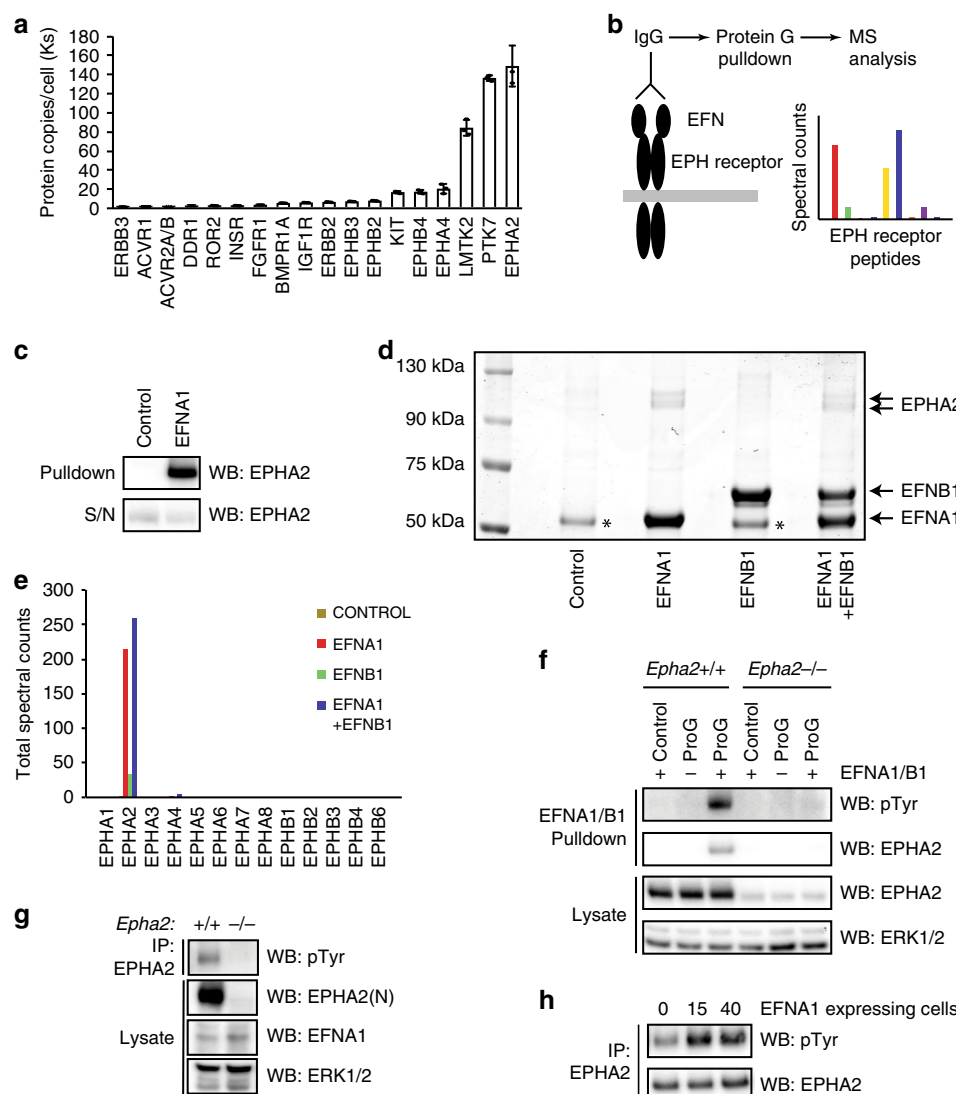 a
Protein copies/cell (Ks)
180
160
140
120
100
80
60
40
20
0
ERBB3
ACVR1
ACVR2A/B
DDR1
ROR2
INSR
FGFR1
BMPR1A
IGF1R
ERBB2
EPHB3
EPHB2
KIT
EPHB4
EPHA4
LMTK2
PTK7
EPHA2
b
IgG
Protein G
pulldown
MS
analysis
EFN
EPH receptor
Spectral counts
EPH receptor
peptides
c
Control
EFNA1
Pulldown
WB: EPHA2
S/N
WB: EPHA2
d
130 kDa
90 kDa
75 kDa
50 kDa
*
*
EPHA2
EFNB1
EFNA1
Control
EFNA1
EFNB1
EFNA1
+EFNB1
e
Total spectral counts
300
250
200
150
100
50
0
CONTROL
EFNA1
EFNB1
EFNA1
+EFNB1
EPHA1
EPHA2
EPHA3
EPHA4
EPHA5
EPHA6
EPHA7
EPHA8
EPHB1
EPHB2
EPHB3
EPHB4
EPHB6
f
Epha2+/+
Epha2–/–
Control
ProG
ProG
Control
ProG
ProG
+ – + + – + EFNA1/B1
EFNA1/B1
Pulldown
WB: pTyr
WB: EPHA2
Lysate
WB: EPHA2
WB: ERK1/2
g
Epha2: +/+ –/–
IP:
EPHA2
WB: pTyr
Lysate
WB: EPHA2(N)
WB: EFNA1
WB: ERK1/2
h
0 15 40 EFNA1 expressing cells
IP:
EPHA2
WB: pTyr
WB: EPHA2